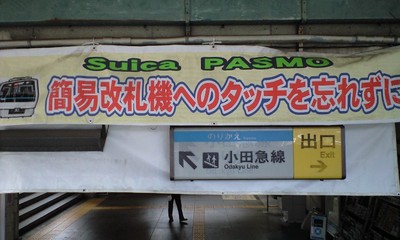 Suica PASMO
簡易改札機へのタッチを忘れずに
のりかえ
小田急線
Odakyu Line
出口
Exit